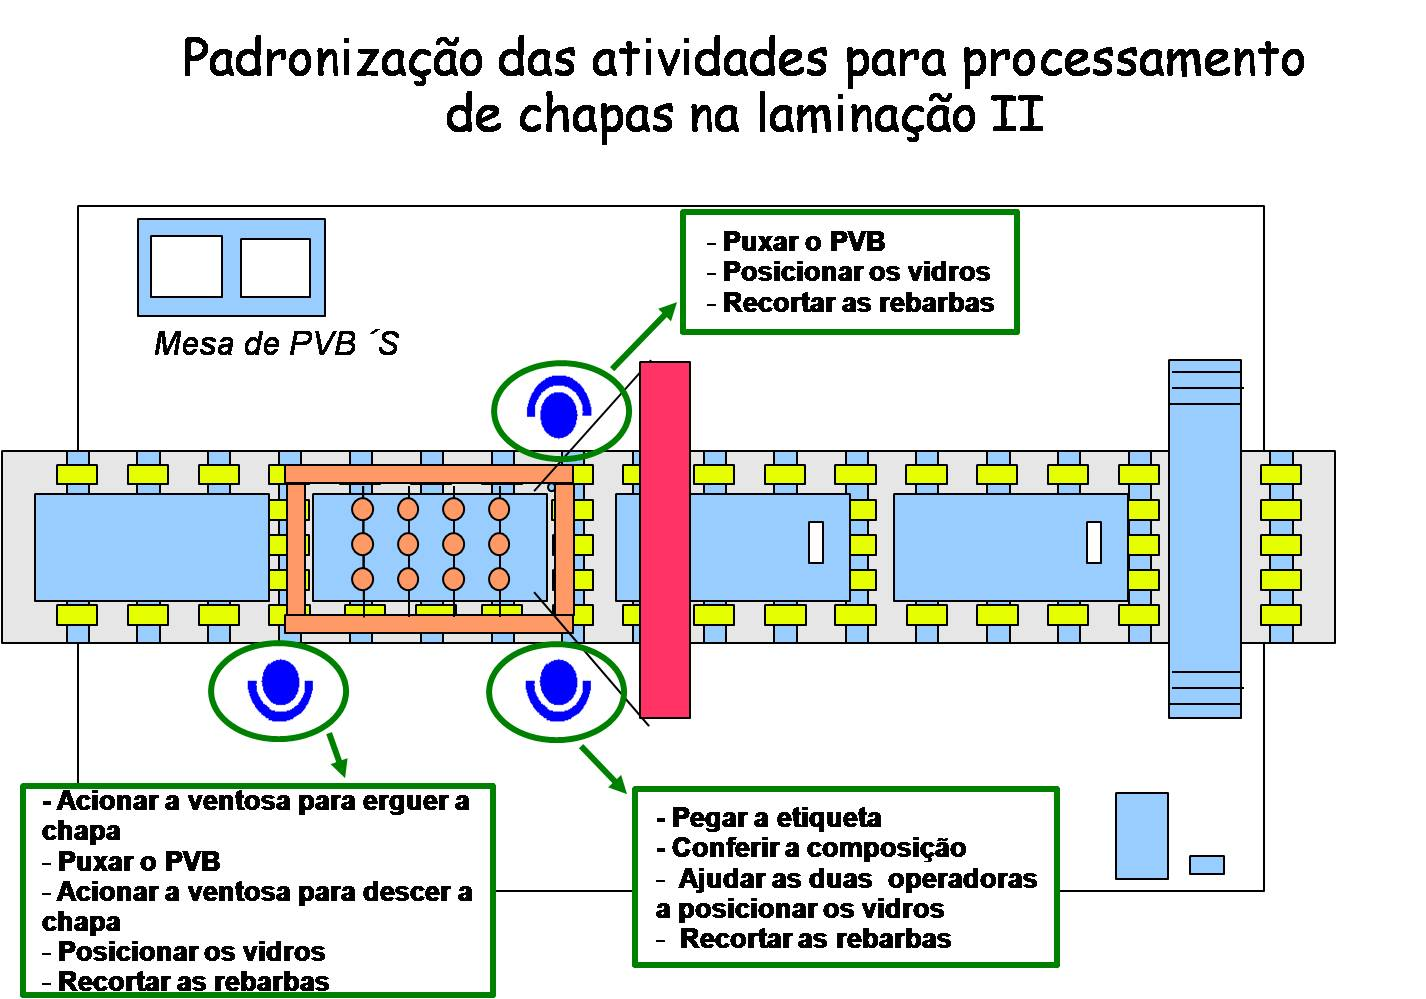 Padronização das atividades para processamento
de chapas na laminação II
- Puxar o PVB
- Posicionar os vidros
- Recortar as rebarbas
Mesa de PVB ´S
- Acionar a ventosa para erguer a
chapa
- Puxar o PVB
- Acionar a ventosa para descer a
chapa
- Posicionar os vidros
- Recortar as rebarbas
- Pegar a etiqueta
- Conferir a composição
- Ajudar as duas operadoras
a posicionar os vidros
- Recortar as rebarbas